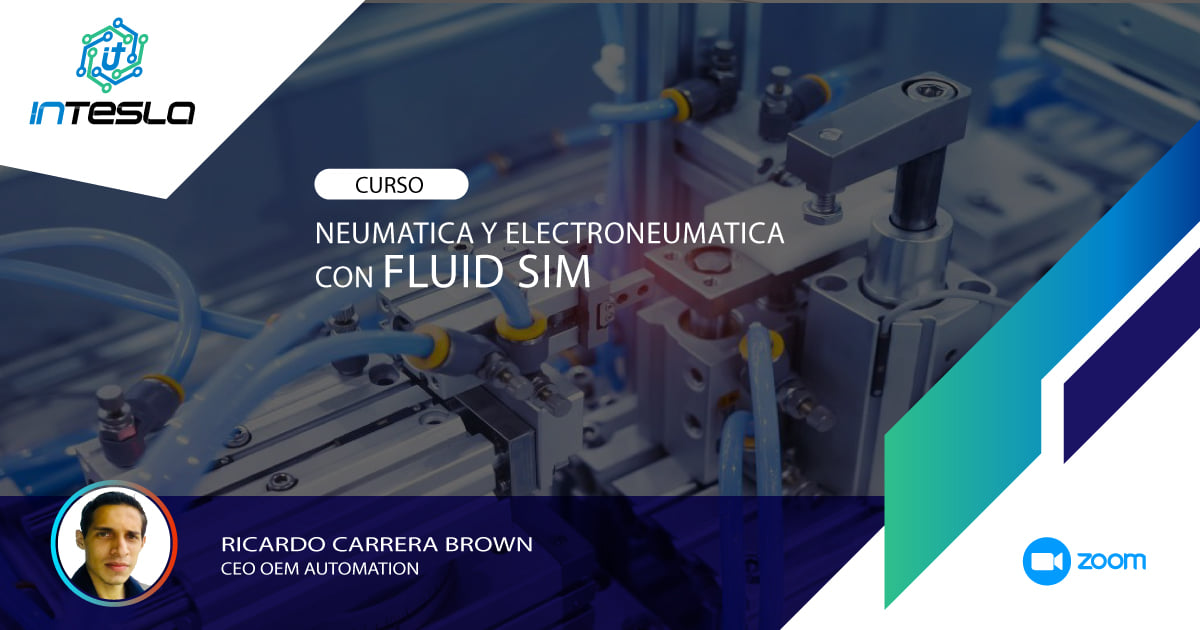 it
INTESLA
CURSO
NEUMATICA Y ELECTRONEUMATICA
CON FLUID SIM
RICARDO CARRERA BROWN
CEO OEM AUTOMATION
zoom